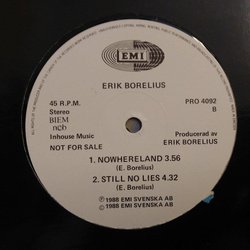 EMI
ERIK BORELIUS
45 R.P.M.
Stereo
BIEM
ncb
Inhouse Music
NOT FOR SALE
PRO 4092
B
Producerad av
ERIK BORELIUS
1. NOWHERELAND 3.56
(E. Borelius)
2. STILL NO LIES 4.32
(E. Borelius)
℗ 1988 EMI SVENSKA AB
© 1988 EMI SVENSKA AB